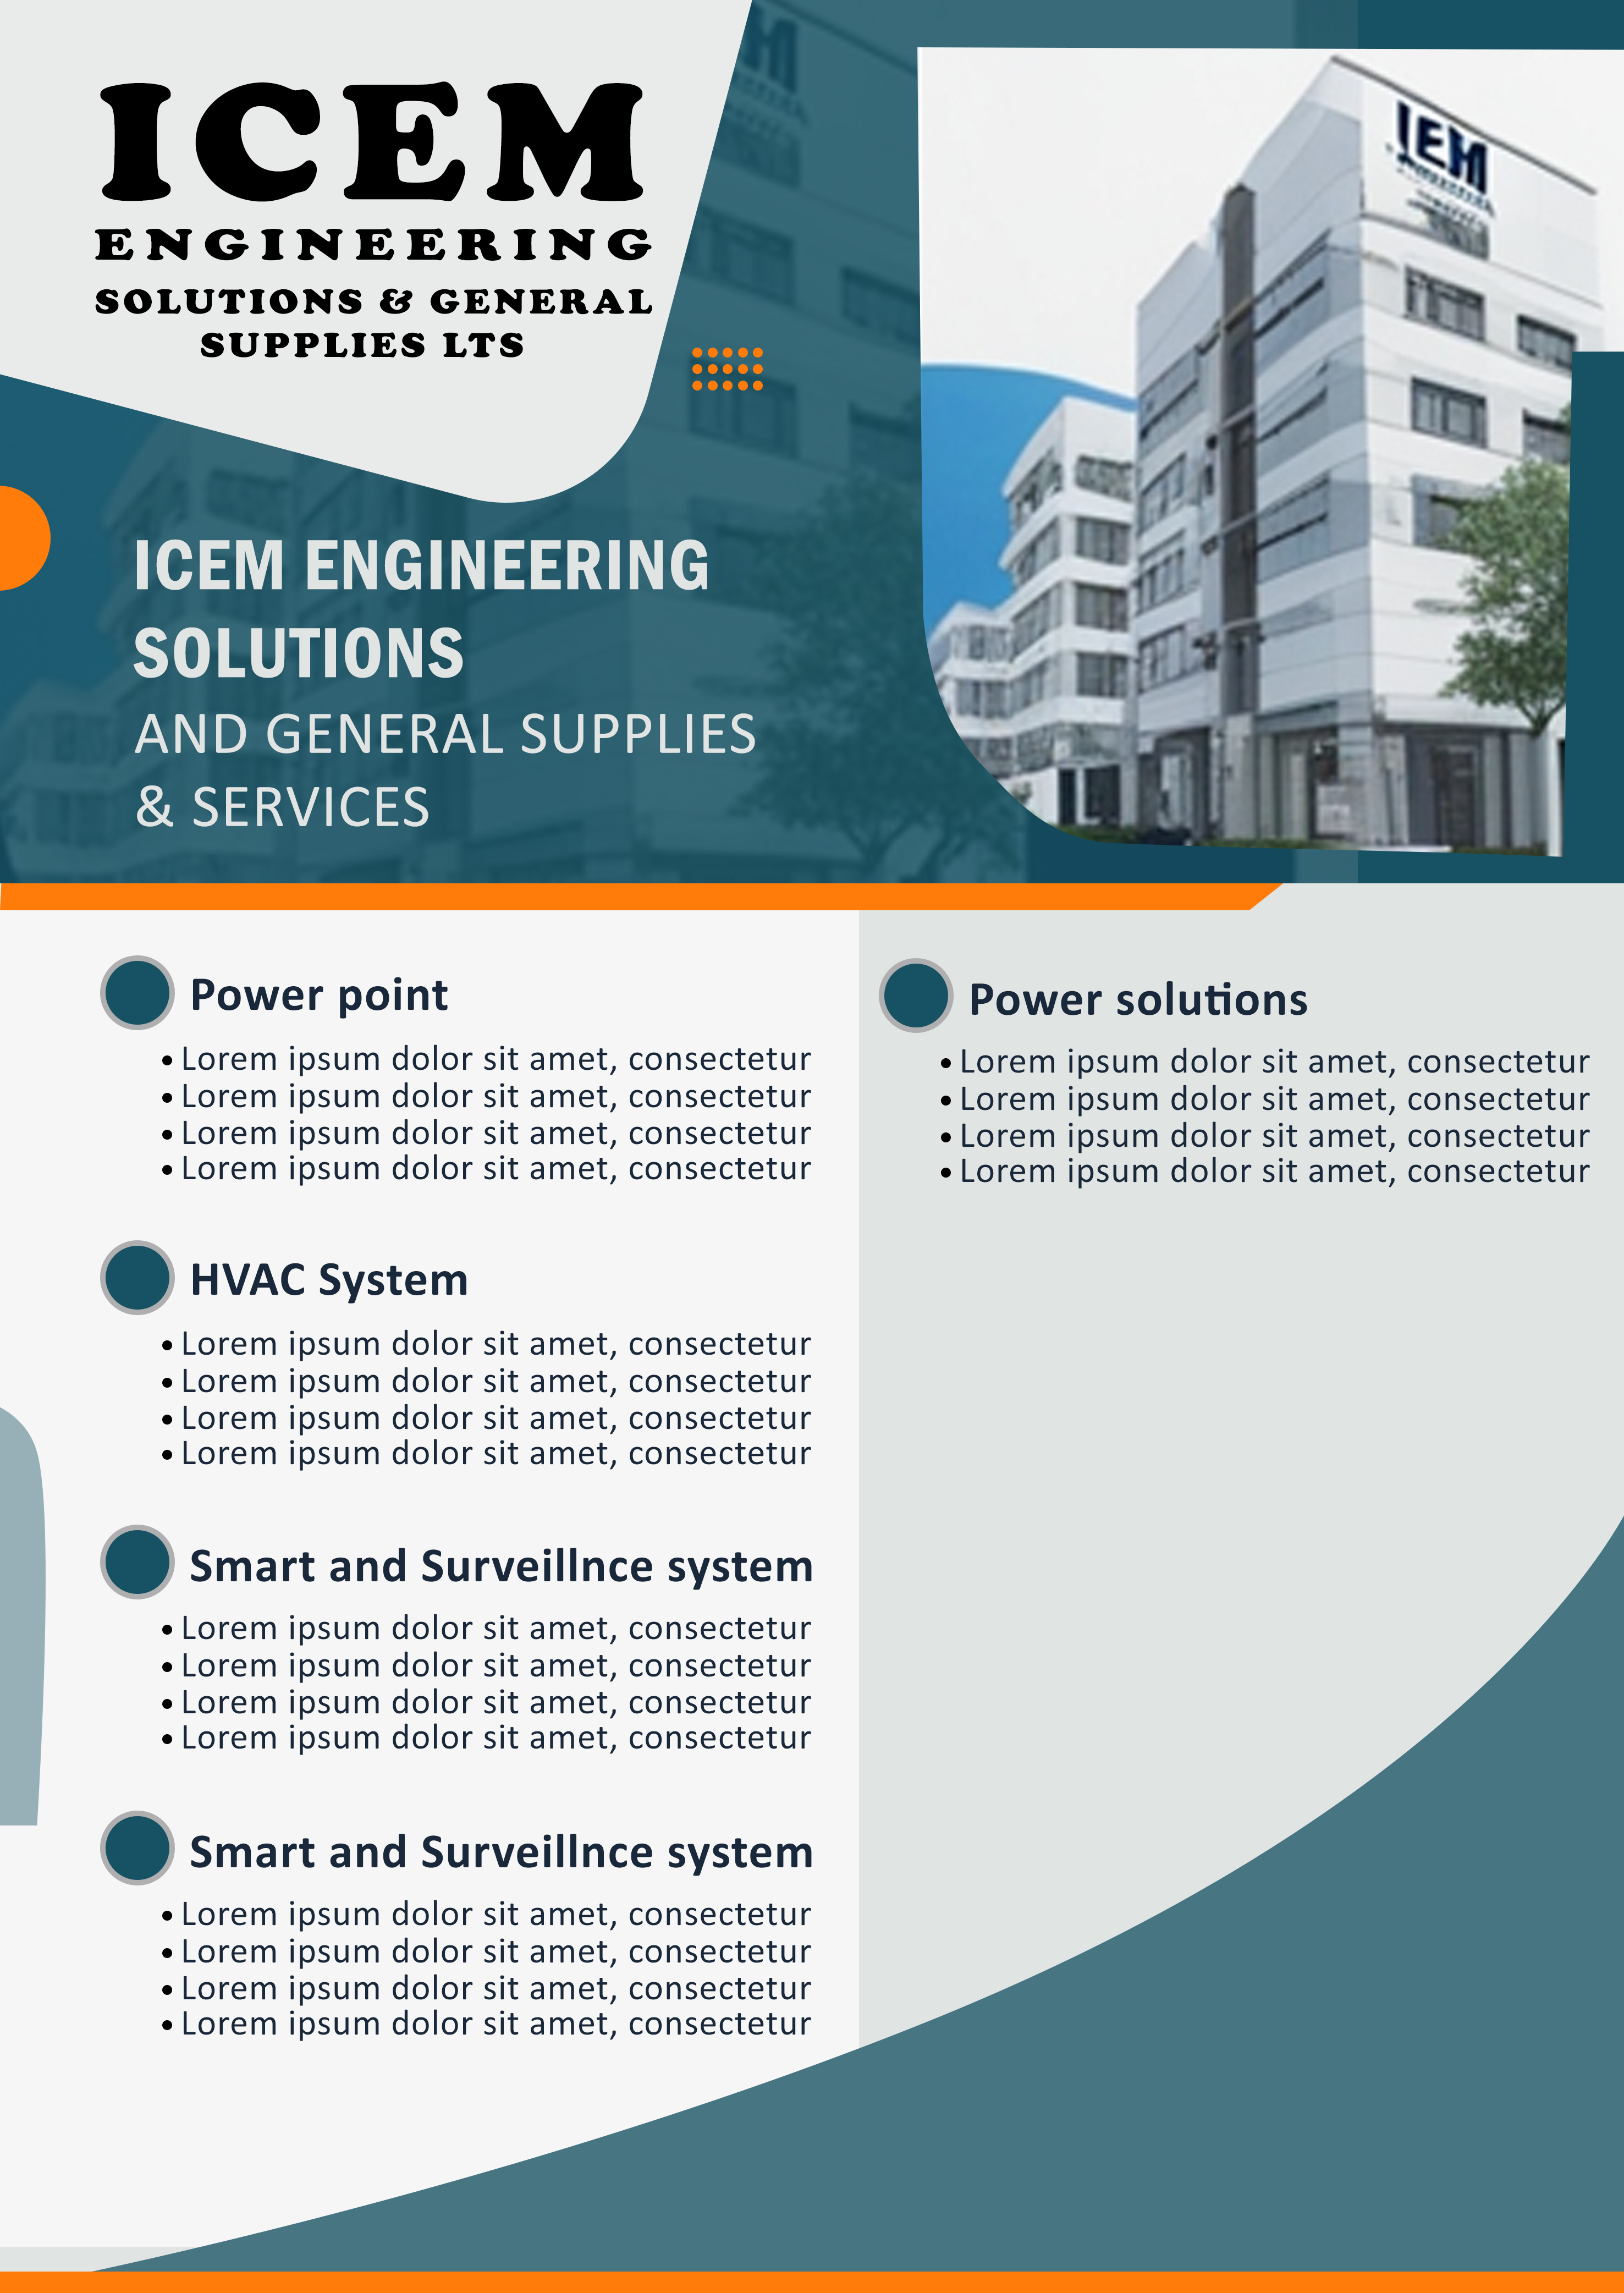 ICEM
ENGINEERING
SOLUTIONS & GENERAL
SUPPLIES LTS
IEM
ICEM ENGINEERING
SOLUTIONS
AND GENERAL SUPPLIES
& SERVICES
Power point
• Lorem ipsum dolor sit amet, consectetur
• Lorem ipsum dolor sit amet, consectetur
• Lorem ipsum dolor sit amet, consectetur
• Lorem ipsum dolor sit amet, consectetur
HVAC System
• Lorem ipsum dolor sit amet, consectetur
• Lorem ipsum dolor sit amet, consectetur
• Lorem ipsum dolor sit amet, consectetur
• Lorem ipsum dolor sit amet, consectetur
Smart and Surveillnce system
• Lorem ipsum dolor sit amet, consectetur
• Lorem ipsum dolor sit amet, consectetur
• Lorem ipsum dolor sit amet, consectetur
• Lorem ipsum dolor sit amet, consectetur
Smart and Surveillnce system
• Lorem ipsum dolor sit amet, consectetur
• Lorem ipsum dolor sit amet, consectetur
• Lorem ipsum dolor sit amet, consectetur
• Lorem ipsum dolor sit amet, consectetur
Power solutions
• Lorem ipsum dolor sit amet, consectetur
• Lorem ipsum dolor sit amet, consectetur
• Lorem ipsum dolor sit amet, consectetur
• Lorem ipsum dolor sit amet, consectetur